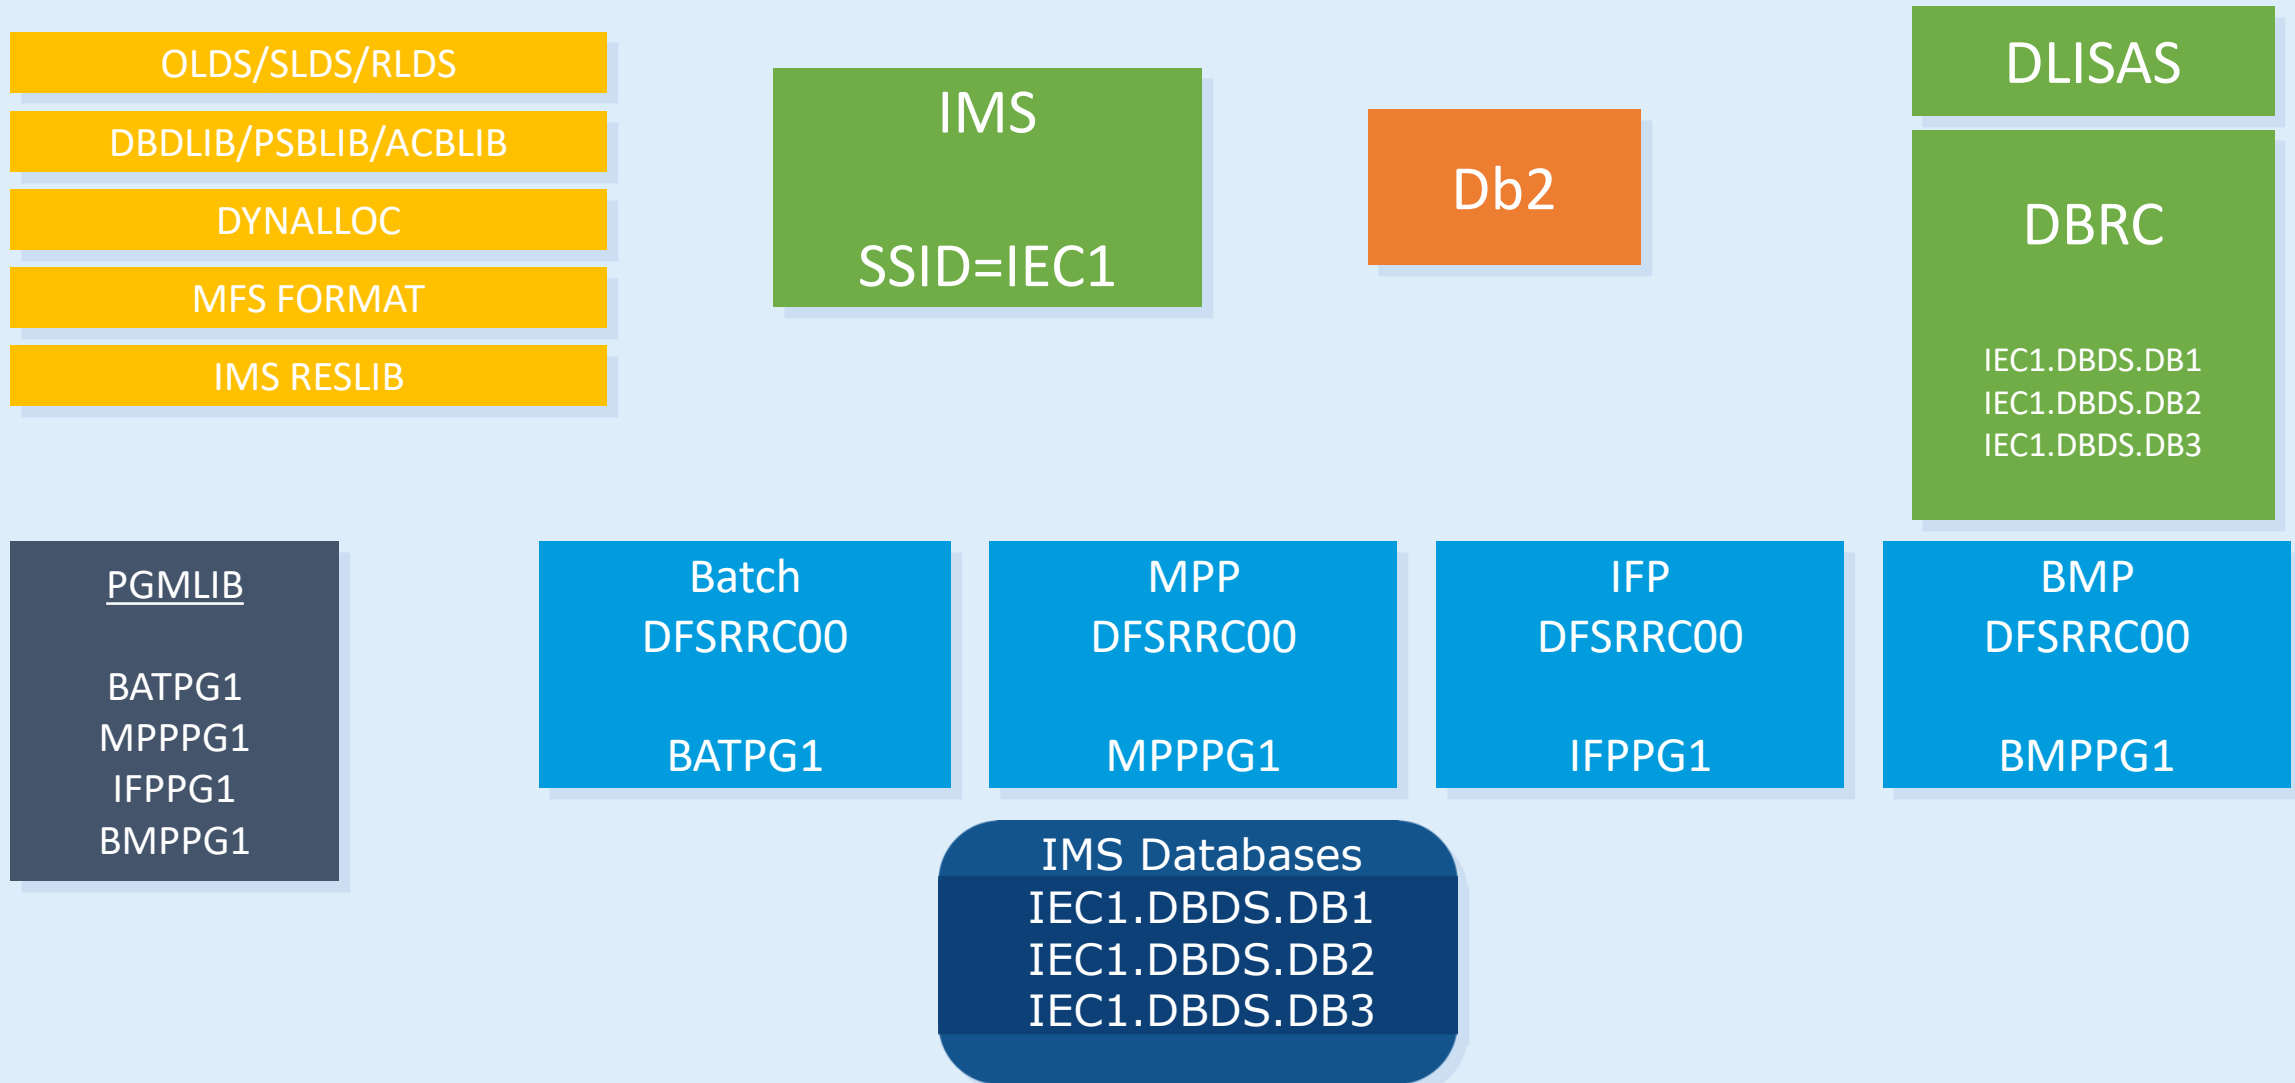 OLDS/SLDS/RLDS
DBDLIB/PSBLIB/ACBLIB
DYNALLOC
MFS FORMAT
IMS RESLIB
IMS
SSID=IEC1
Db2
DLISAS
DBRC
IEC1.DBDS.DB1
IEC1.DBDS.DB2
IEC1.DBDS.DB3
PGMLIB
BATPG1
MPPPG1
IFPPG1
BMPPG1
Batch
DFSRRC00
BATPG1
MPP
DFSRRC00
MPPPG1
IFP
DFSRRC00
IFPPG1
BMP
DFSRRC00
BMPPG1
IMS Databases
IEC1.DBDS.DB1
IEC1.DBDS.DB2
IEC1.DBDS.DB3